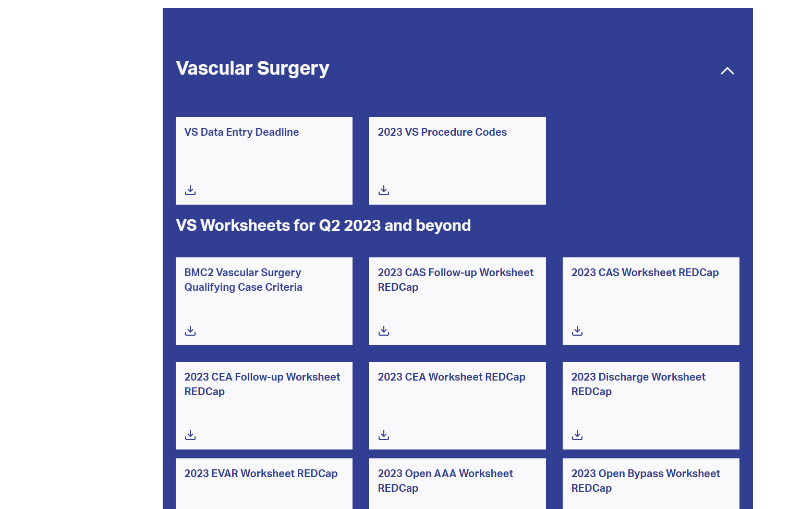 Vascular Surgery
VS Data Entry Deadline
2023 VS Procedure Codes
VS Worksheets for Q2 2023 and beyond
BMC2 Vascular Surgery
Qualifying Case Criteria
2023 CAS Follow-up Worksheet
REDCap
2023 CAS Worksheet REDCap
2023 CEA Follow-up Worksheet
REDCap
2023 CEA Worksheet REDCap
2023 Discharge Worksheet
REDCap
2023 EVAR Worksheet REDCap
2023 Open AAA Worksheet
REDCap
2023 Open Bypass Worksheet
REDCap